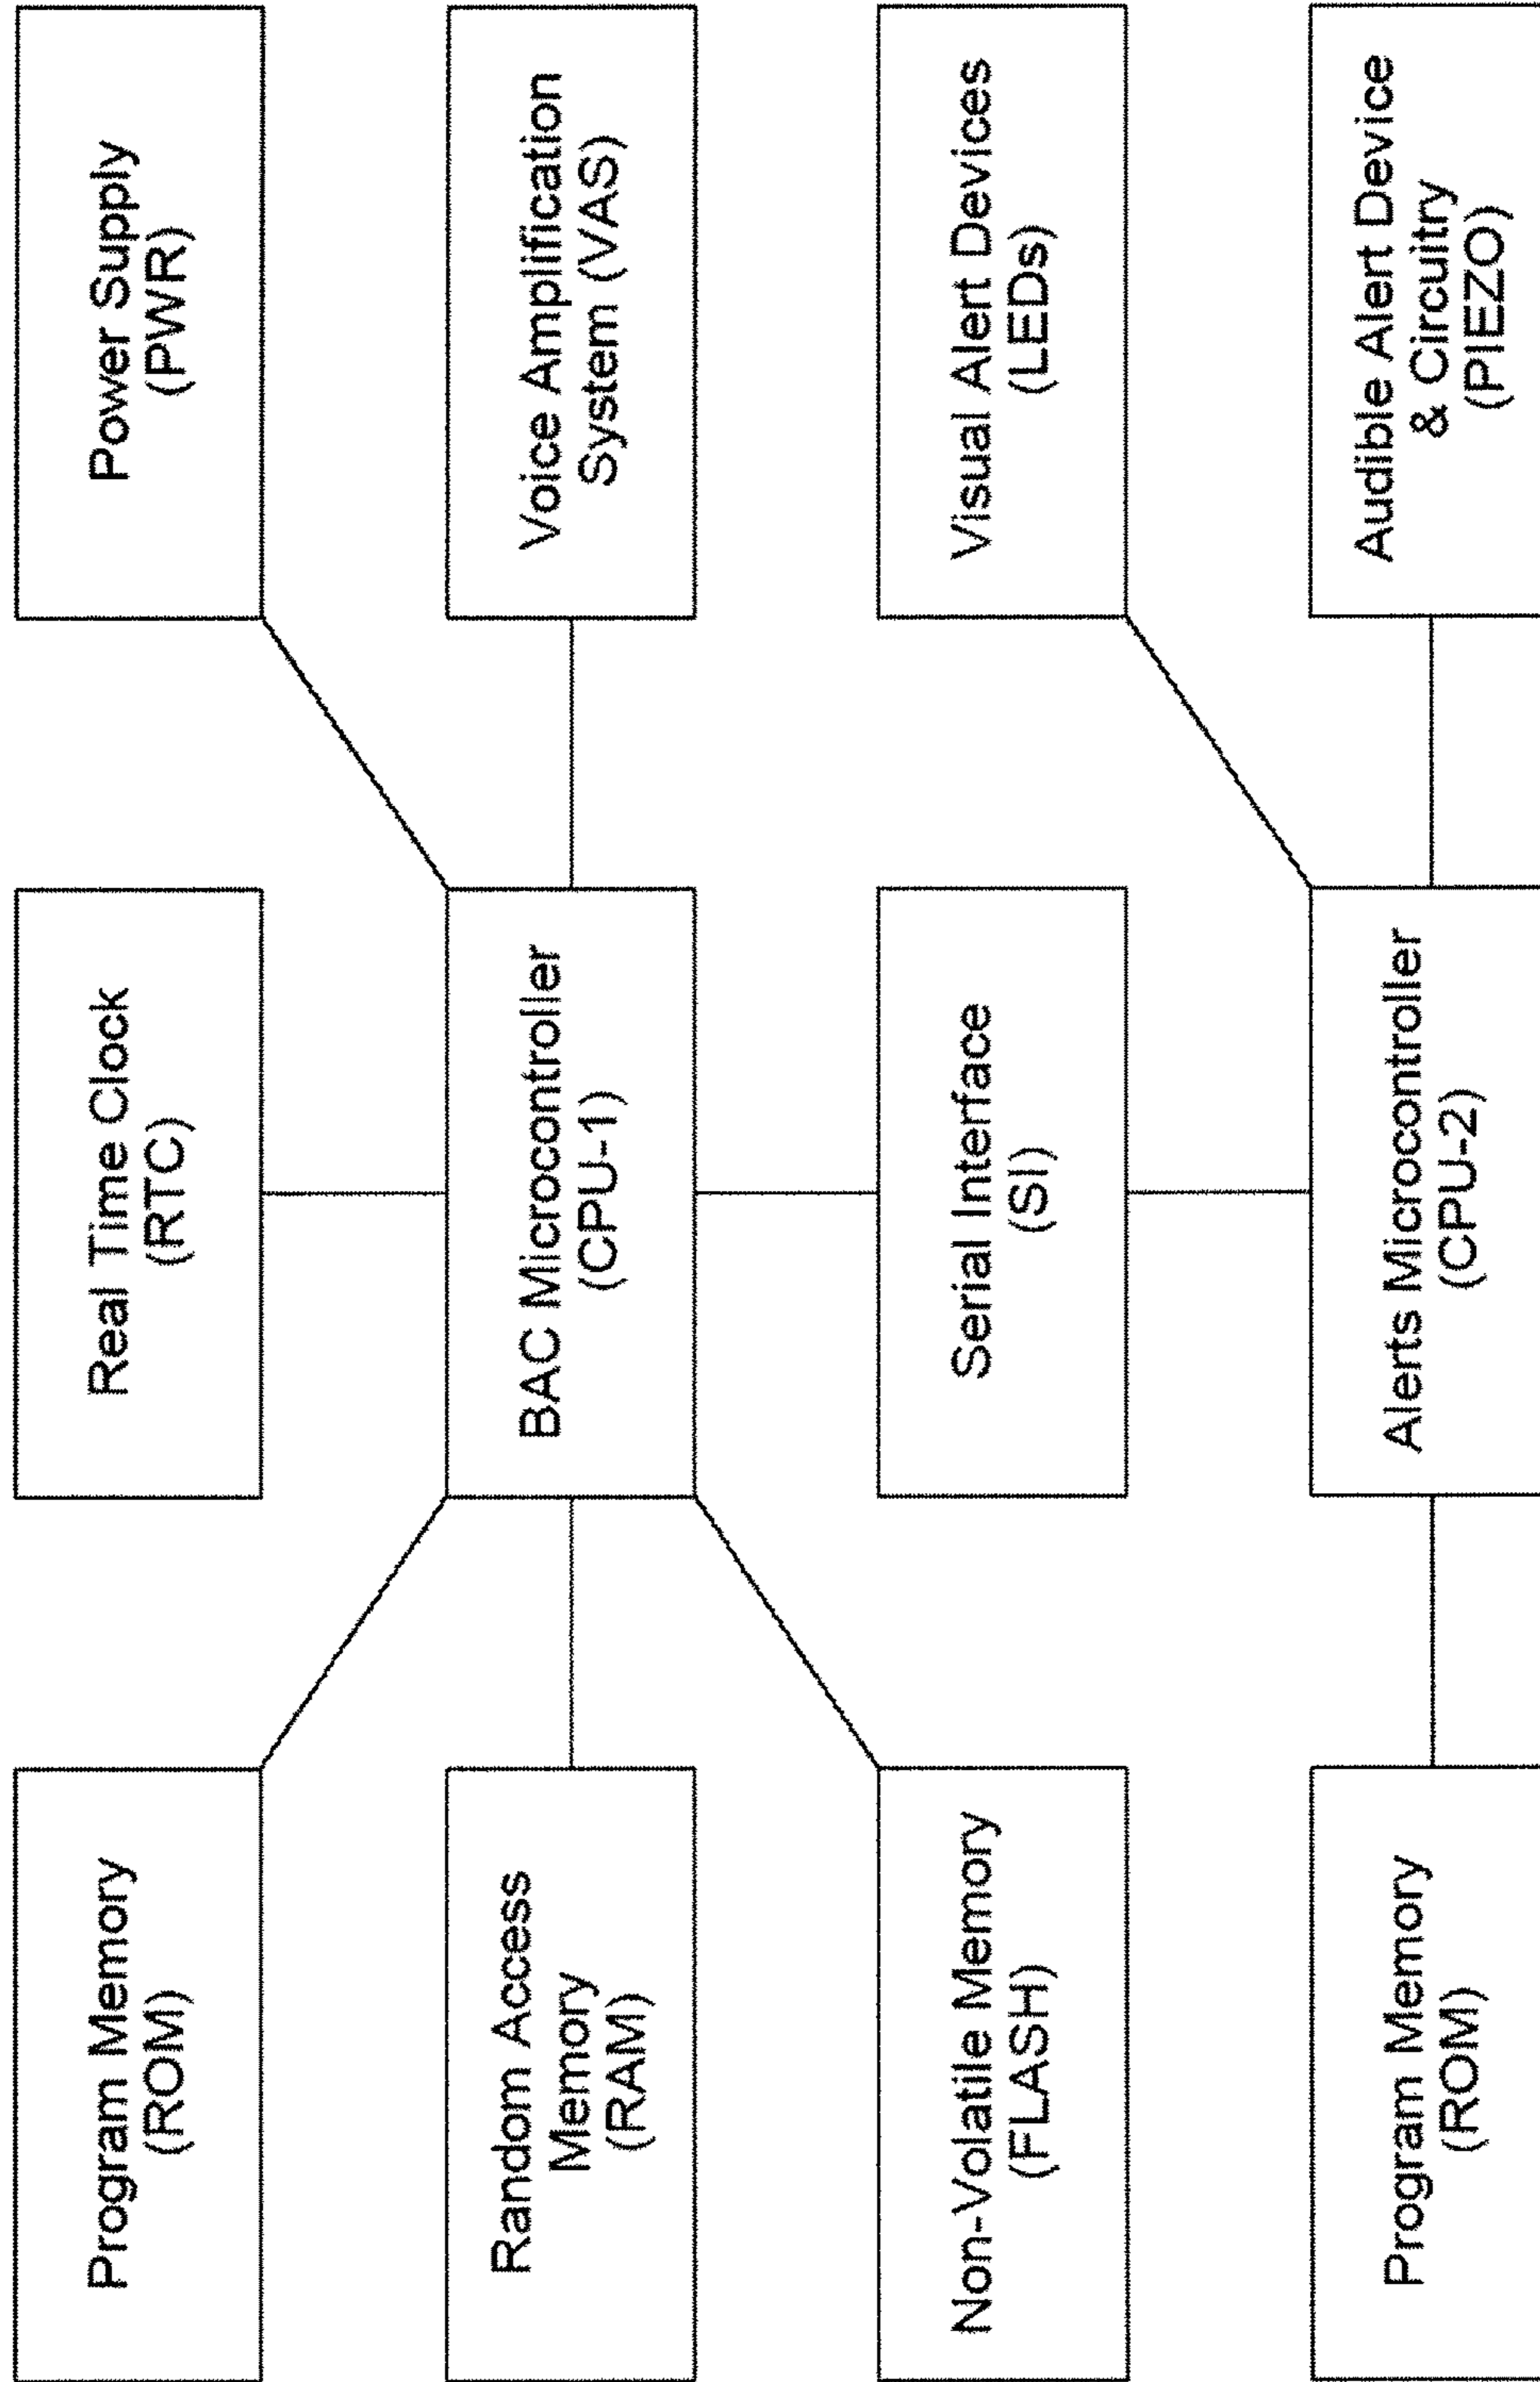 Program Memory
(ROM)
Real Time Clock
(RTC)
Power Supply
(PWR)
Random Access
Memory
(RAM)
BAC Microcontroller
(CPU-1)
Voice Amplification
System (VAS)
Non-Volatile Memory
(FLASH)
Serial Interface
(SI)
Visual Alert Devices
(LEDs)
Program Memory
(ROM)
Alerts Microcontroller
(CPU-2)
Audible Alert Device
& Circuitry
(PIEZO)